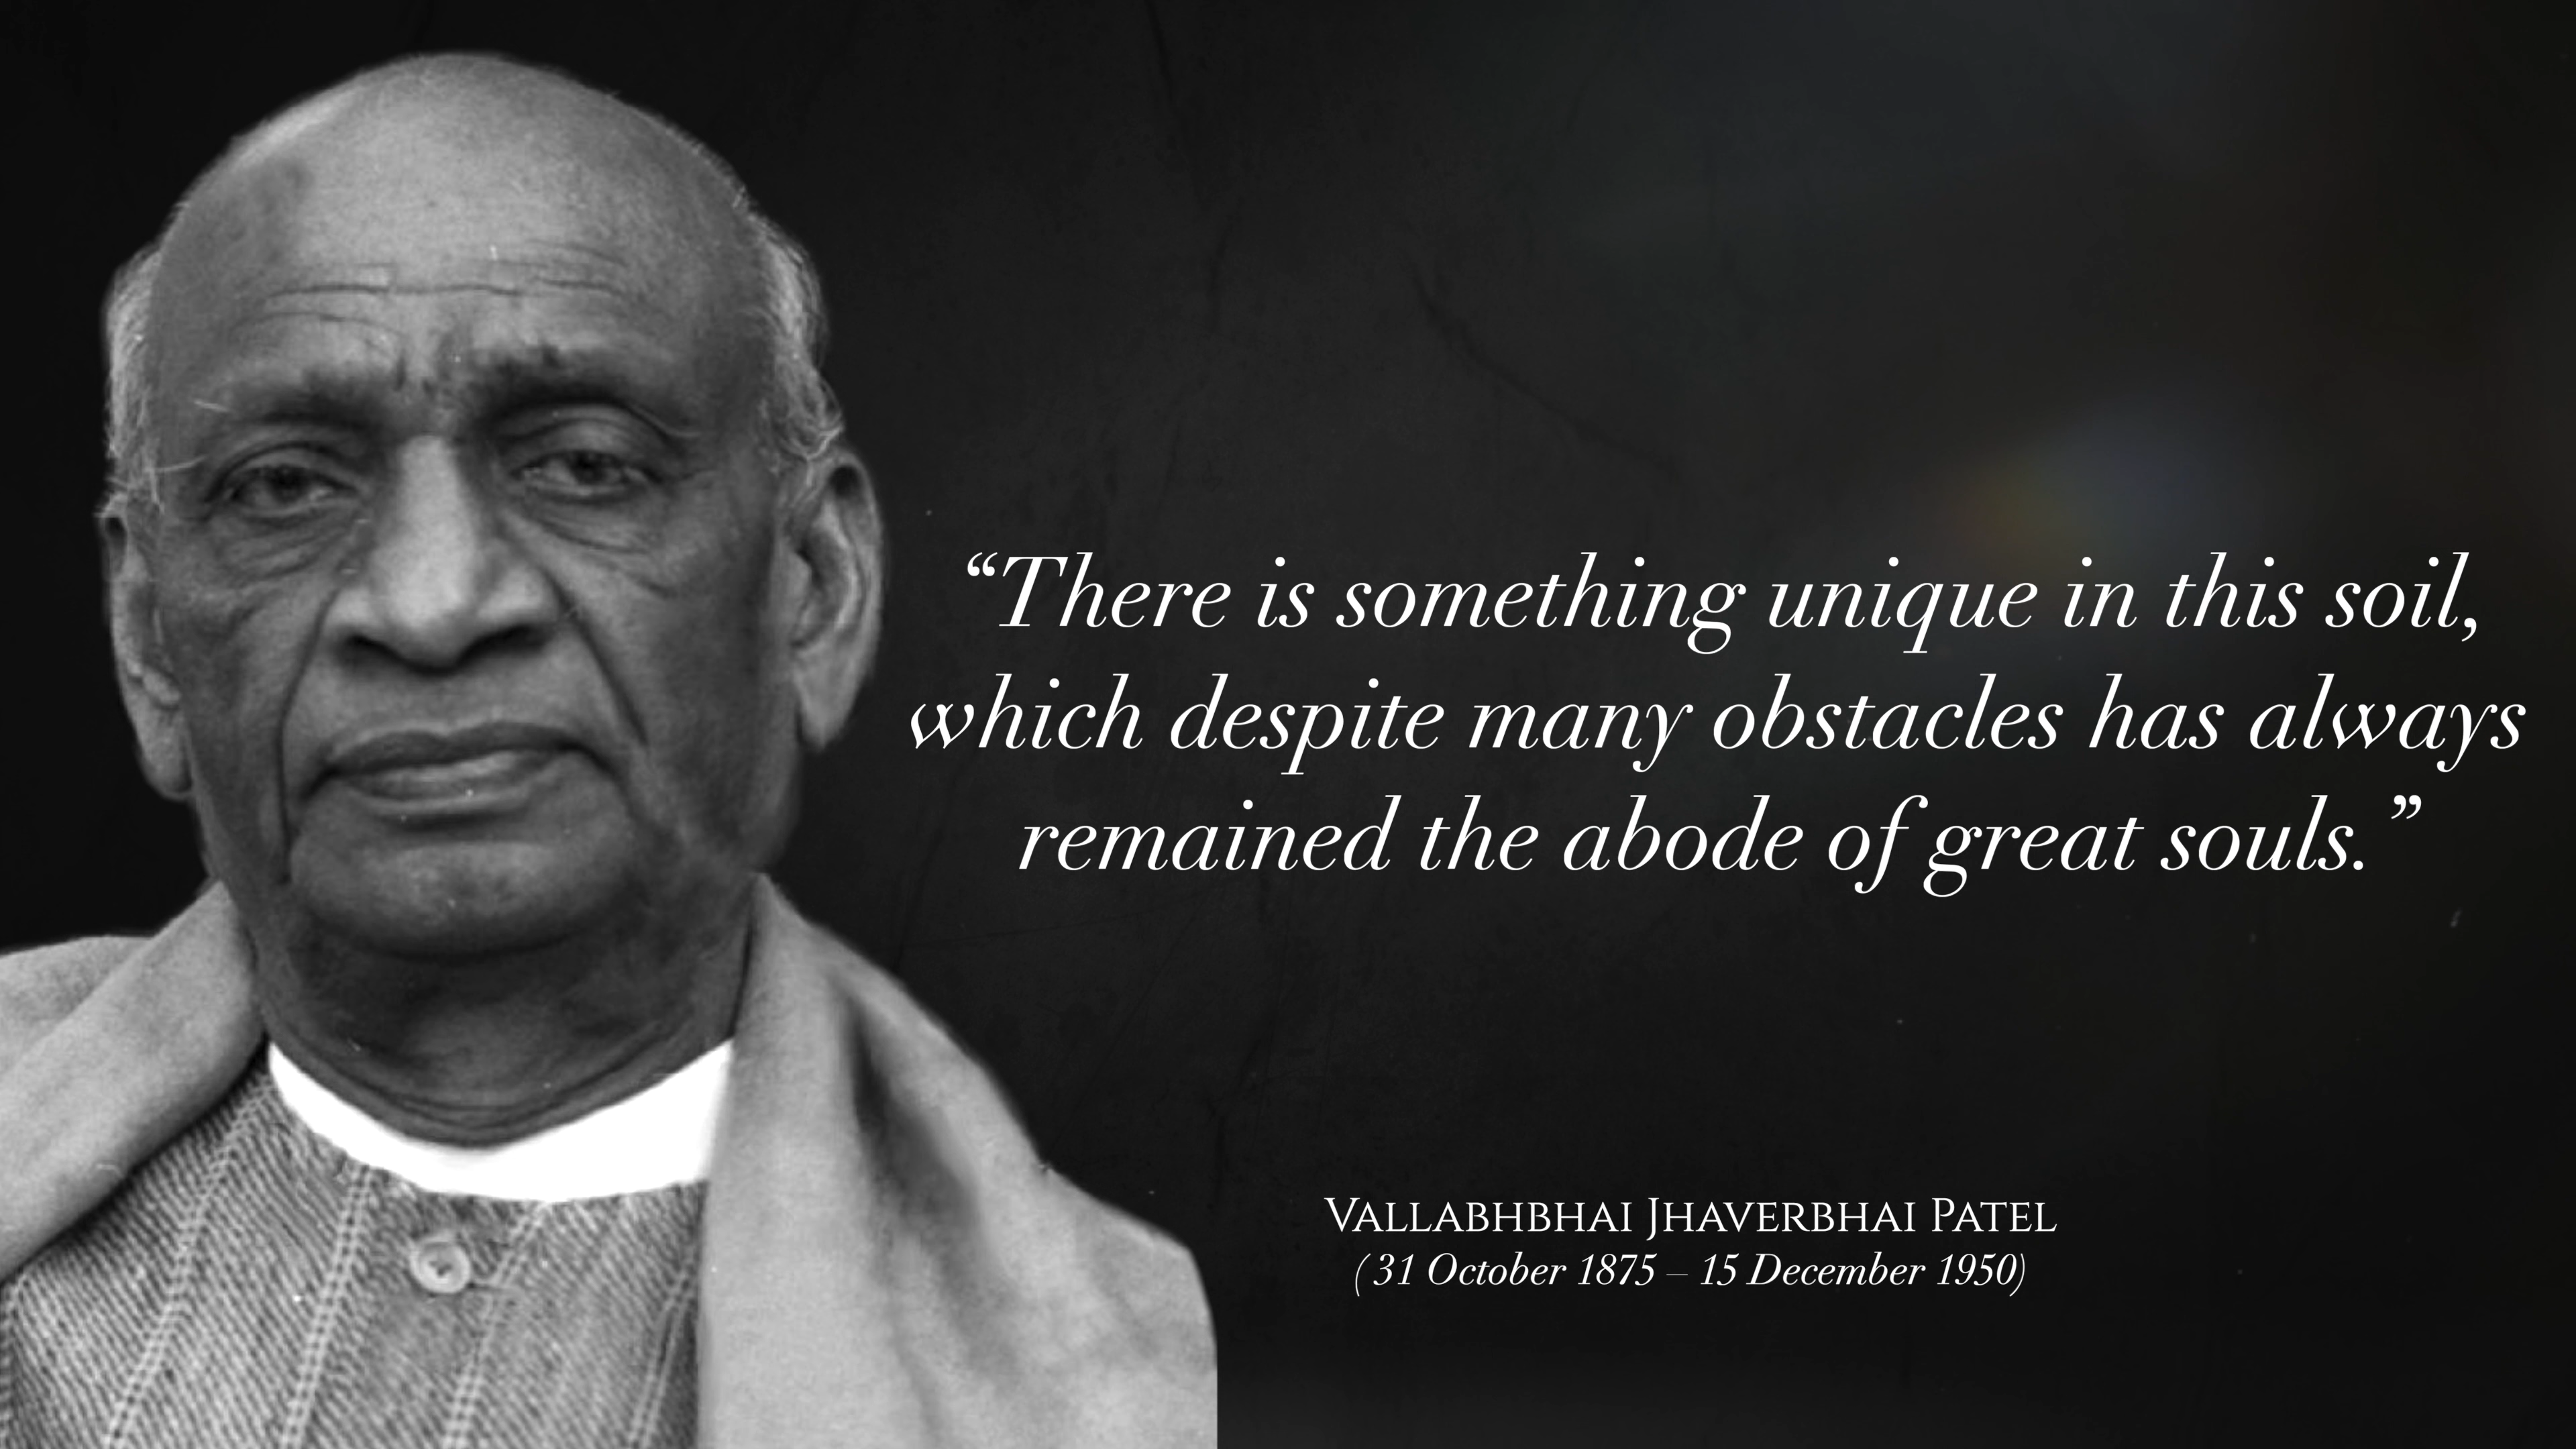 “There is something unique in this soil,
which despite many obstacles has always
remained the abode of great souls.”
VALLABHBHAI JHAVERBHAI PATEL
( 31 October 1875 – 15 December 1950)